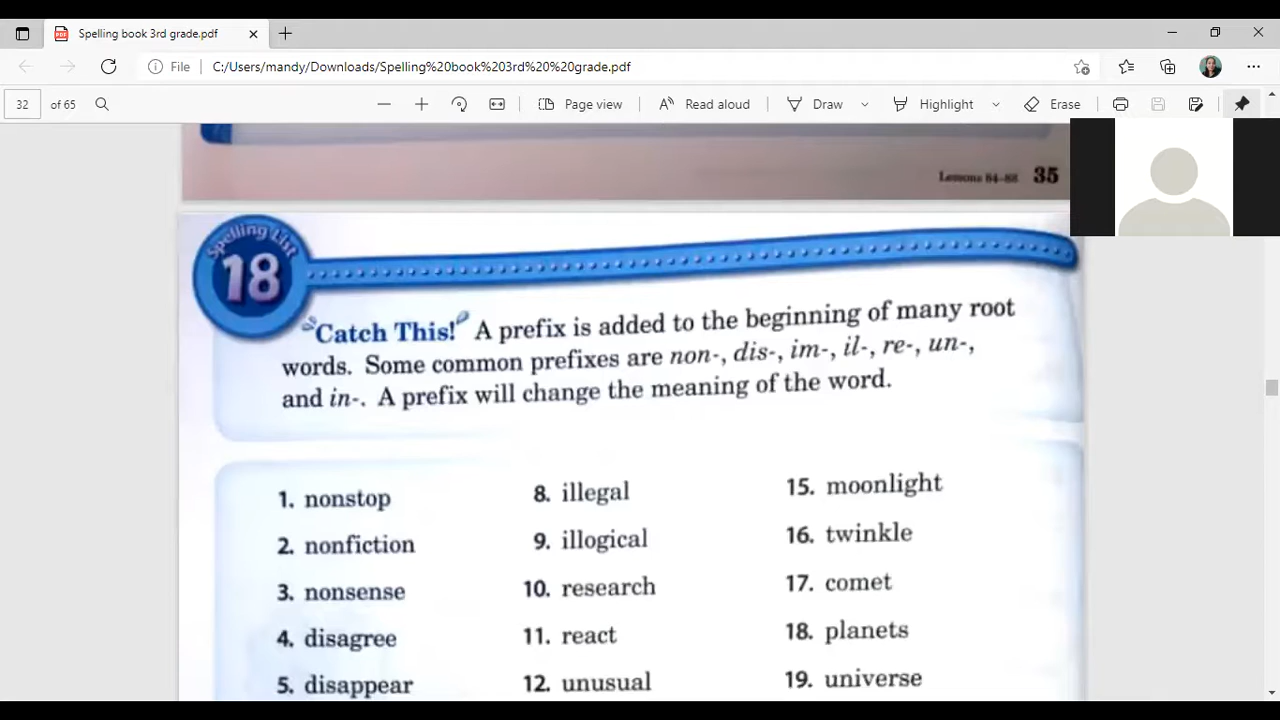 Spelling book 3rd grade.pdf
File C:/Users/mandy/Downloads/Spelling%20book%203rd%20%20grade.pdf
32 of 65 Page view Read aloud Draw Highlight Erase
Lessons 84–88 35
Spelling List
18
"Catch This!" A prefix is added to the beginning of many root
words. Some common prefixes are non-, dis-, im-, il-, re-, un-,
and in-. A prefix will change the meaning of the word.
1. nonstop
2. nonfiction
3. nonsense
4. disagree
5. disappear
8. illegal
9. illogical
10. research
11. react
12. unusual
15. moonlight
16. twinkle
17. comet
18. planets
19. universe